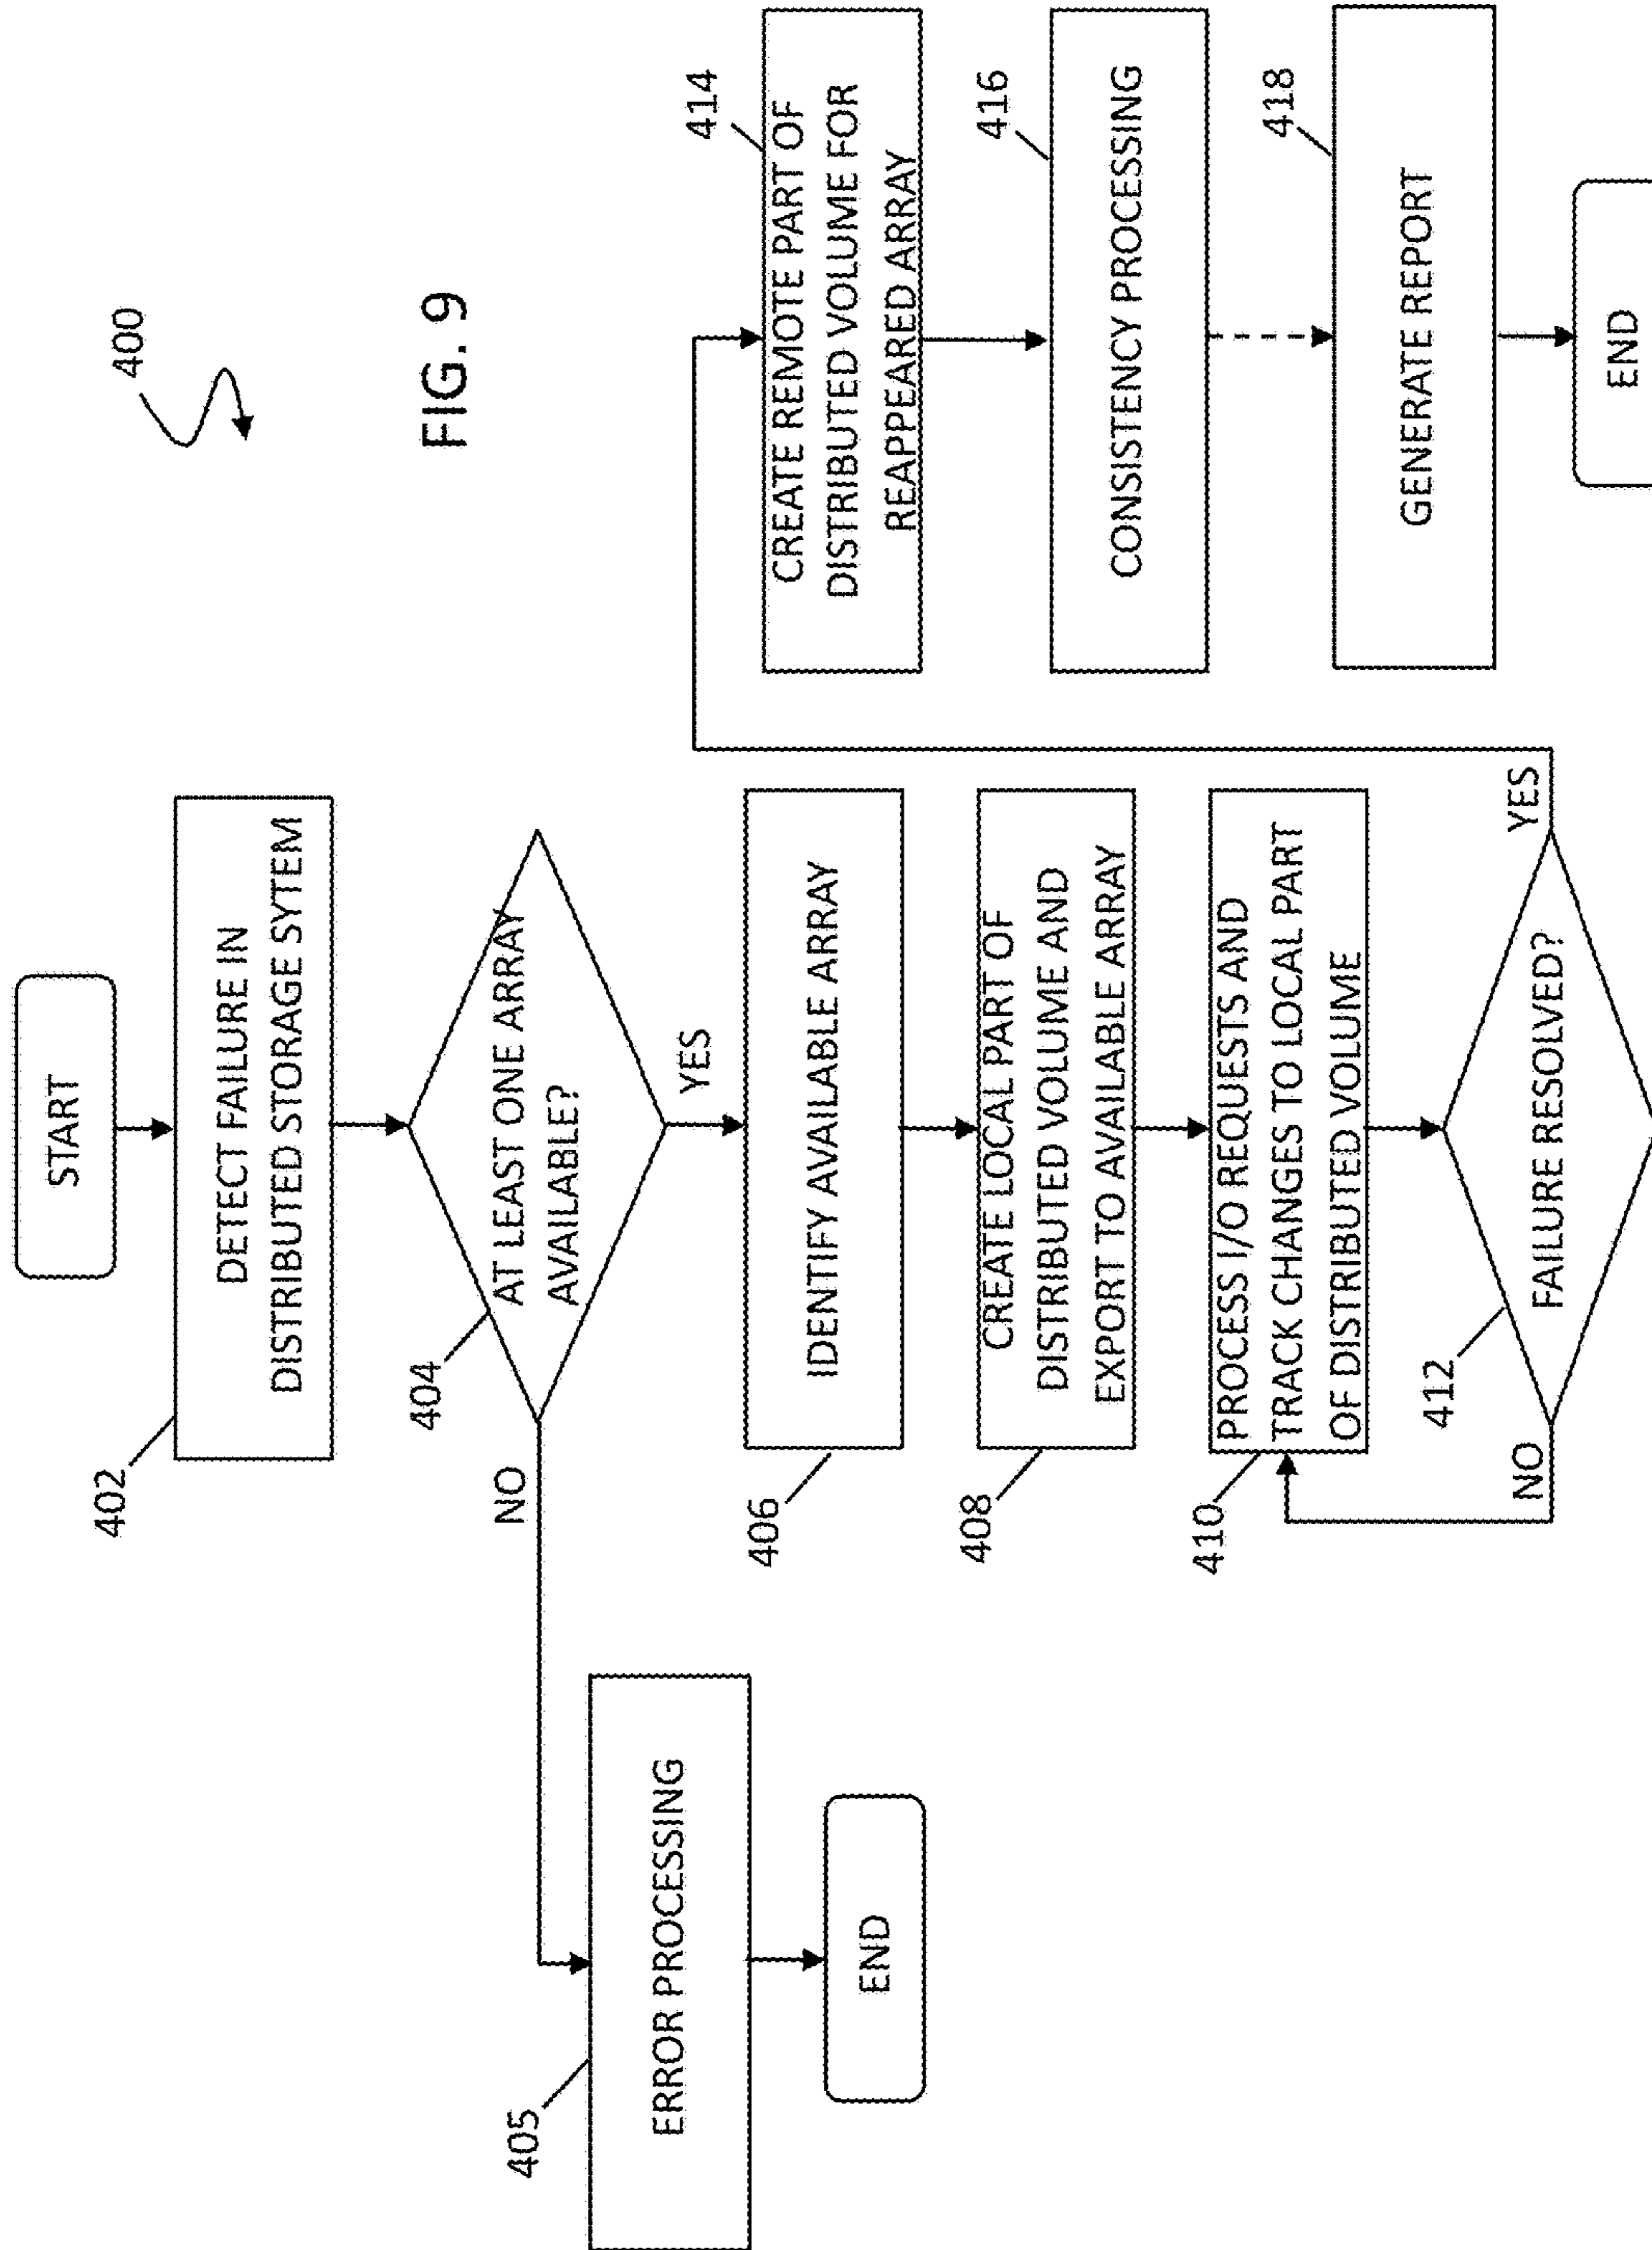 400
FIG. 9
START
402
DETECT FAILURE IN
DISTRIBUTED STORAGE SYTEM
404
AT LEAST ONE ARRAY
AVAILABLE?
NO
YES
405
ERROR PROCESSING
END
406
IDENTIFY AVAILABLE ARRAY
408
CREATE LOCAL PART OF
DISTRIBUTED VOLUME AND
EXPORT TO AVAILABLE ARRAY
410
PROCESS I/O REQUESTS AND
TRACK CHANGES TO LOCAL PART
OF DISTRIBUTED VOLUME
412
FAILURE RESOLVED?
NO
YES
414
CREATE REMOTE PART OF
DISTRIBUTED VOLUME FOR
REAPPEARED ARRAY
416
CONSISTENCY PROCESSING
418
GENERATE REPORT
END